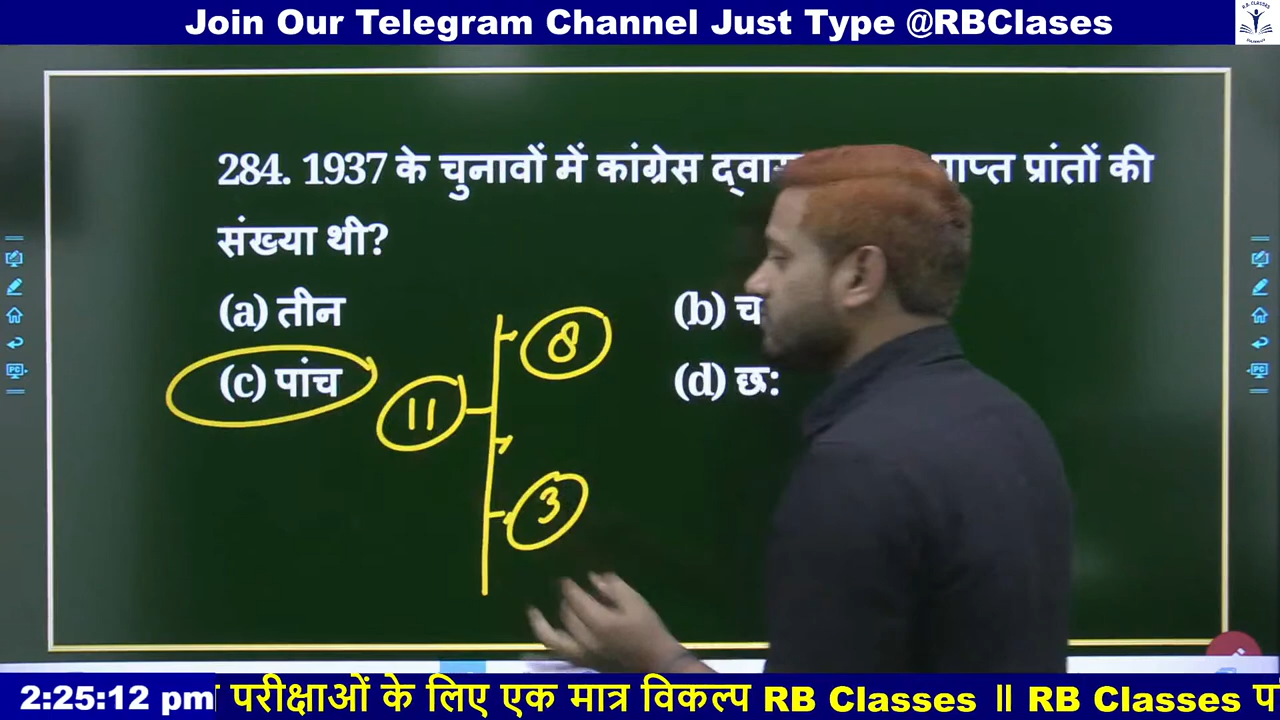 Join Our Telegram Channel Just Type @RBClases
284. 1937 के चुनावों में कांग्रेस प्रांतों की
संख्या थी?
(a) तीन (b)
(c) पांच (d) छः
8
11
3
2:25:12 pm परीक्षाओं के लिए एक मात्र विकल्प RB Classes ॥ RB Classes